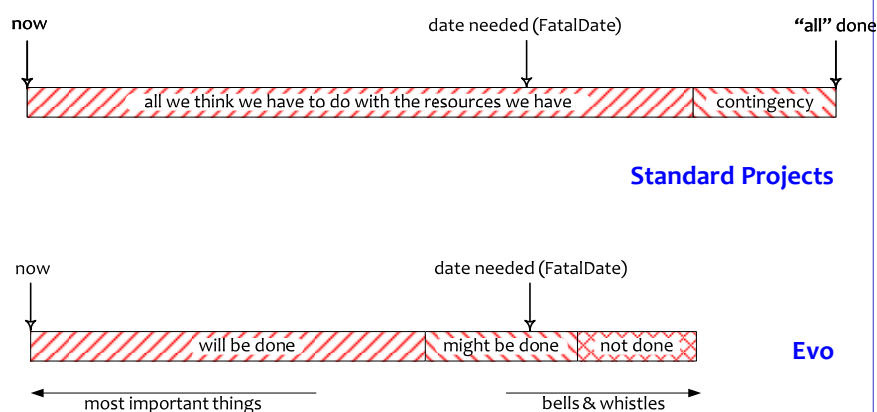 now
date needed (FatalDate)
“all” done
all we think we have to do with the resources we have
contingency
Standard Projects
now
date needed (FatalDate)
will be done
might be done
not done
Evo
most important things
bells & whistles